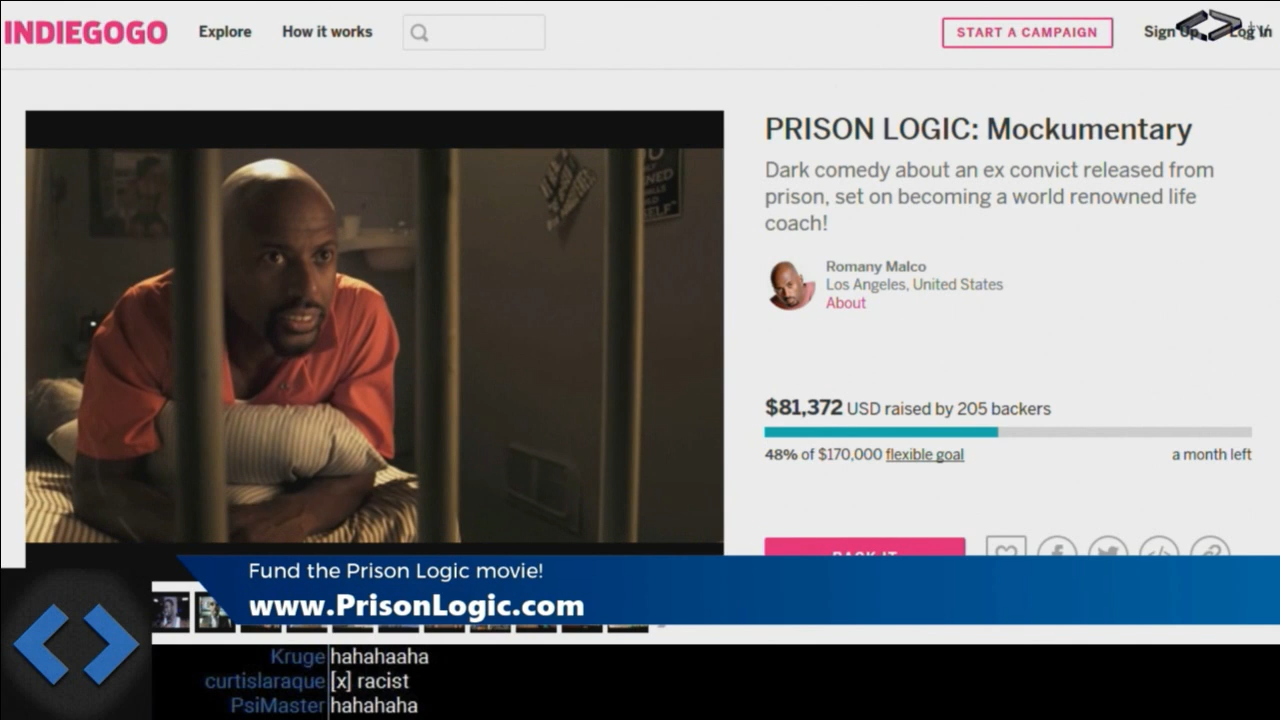 INDIEGOGO
Explore
How it works
START A CAMPAIGN
Sign Up
Log In
PRISON LOGIC: Mockumentary
Dark comedy about an ex convict released from
prison, set on becoming a world renowned life
coach!
Romany Malco
Los Angeles, United States
About
$81,372 USD raised by 205 backers
48% of $170,000 flexible goal
a month left
BACK IT
Fund the Prison Logic movie!
www.PrisonLogic.com
Kruge hahahaaha
curtislaraque [x] racist
PsiMaster hahahaha